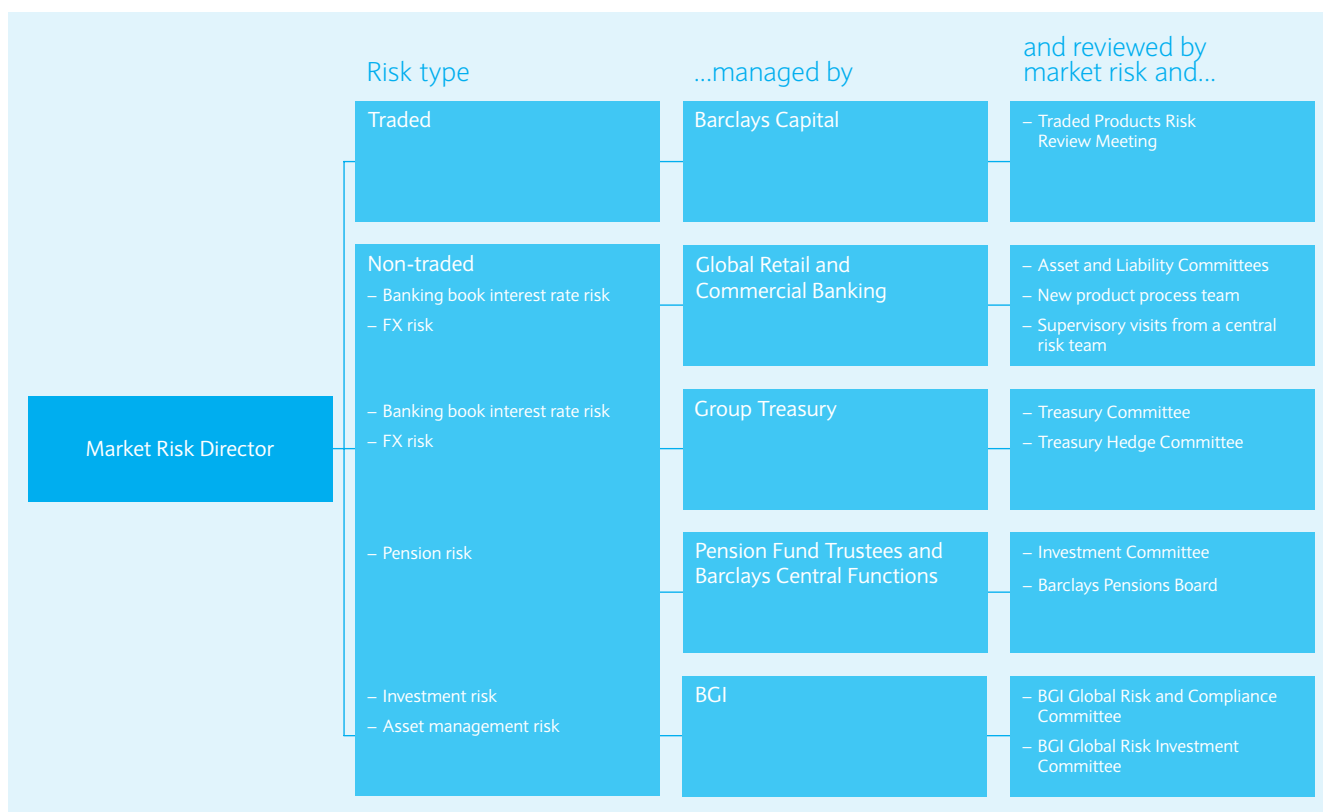 Risk type
...managed by
and reviewed by
market risk and...
Market Risk Director
Traded
Barclays Capital
– Traded Products Risk
Review Meeting
Non-traded
– Banking book interest rate risk
– FX risk
Global Retail and
Commercial Banking
– Asset and Liability Committees
– New product process team
– Supervisory visits from a central
risk team
– Banking book interest rate risk
– FX risk
Group Treasury
– Treasury Committee
– Treasury Hedge Committee
– Pension risk
Pension Fund Trustees and
Barclays Central Functions
– Investment Committee
– Barclays Pensions Board
– Investment risk
– Asset management risk
BGI
– BGI Global Risk and Compliance
Committee
– BGI Global Risk Investment
Committee